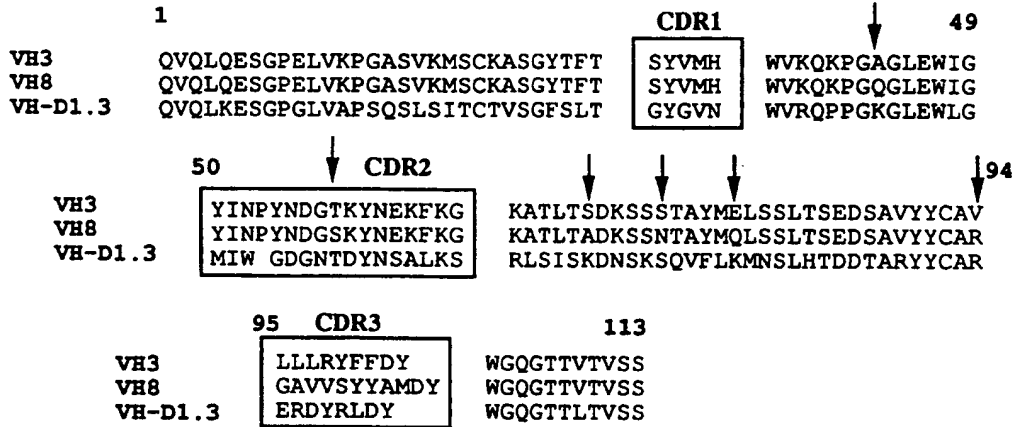 1 CDR1 49
VH3 QVQLQESGPELVKPGASVKMSCKASGYTFT SYVMH WVKQKPGAGLEWIG
VH8 QVQLQESGPELVKPGASVKMSCKASGYTFT SYVMH WVKQKPGQGLEWIG
VH-D1.3 QVQLKESGPGLVAPSQSLSITCTVSGFSLT GYGVN WVRQPPGKGLEWLG
50 CDR2 94
VH3 YINPYNDGTKYNEKFKG KATLTSDKSSSTAYMELSSLTSEDSAVYYCAV
VH8 YINPYNDGSKYNEKFKG KATLTADKSSNTAYMQLSSLTSEDSAVYYCAR
VH-D1.3 MIW GDGNTDYNSALKS RLSISKDNSKSQVFLKMNSLHTDDTARYYCAR
95 CDR3 113
VH3 LLLRYFFDY WGQGTTVTVSS
VH8 GAVVSYYAMDY WGQGTTVTVSS
VH-D1.3 ERDYRLDY WGQGTTLTVSS